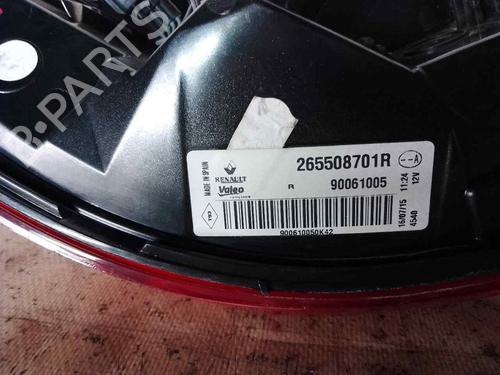 B-PARTS
MADE IN SPAIN
RENAULT
Valeo
265508701R
R
90061005
--A
11:24 12V
16/07/15 4540
900610050K42